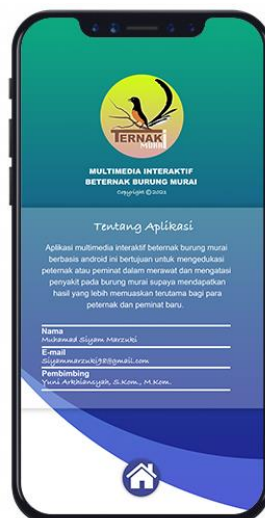 TERNAK
MURAI
MULTIMEDIA INTERAKTIF
BETERNAK BURUNG MURAI
Copyright © 2021
Tentang Aplikasi
Aplikasi multimedia interaktif beternak burung murai
berbasis android ini bertujuan untuk mengedukasi
peternak atau peminat dalam merawat dan mengatasi
penyakit pada burung murai supaya mendapatkan
hasil yang lebih memuaskan terutama bagi para
peternak dan peminat baru.
Nama
Muhamad Siyam Marzuki
E-mail
Siyammarzuki98@gmail.com
Pembimbing
Yuni Arkhiansyah, S.Kom., M.Kom.